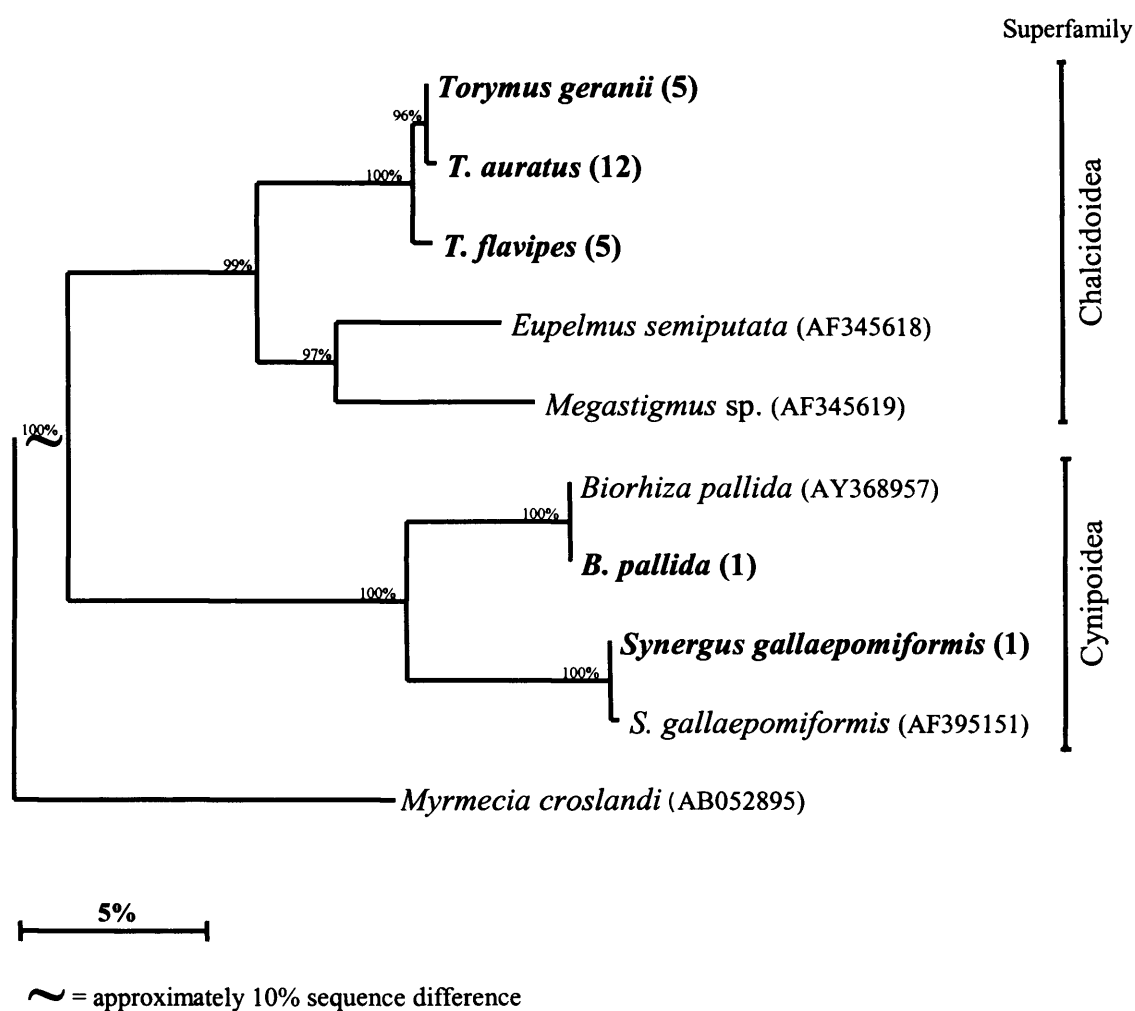 Superfamily
Torymus geranii (5)
96%
T. auratus (12)
100%
T. flavipes (5)
99%
Eupelmus semiputata (AF345618)
97%
Megastigmus sp. (AF345619)
Chalcidoidea
100%
Biorhiza pallida (AY368957)
100%
B. pallida (1)
100%
Synergus gallaepomiformis (1)
100%
S. gallaepomiformis (AF395151)
Cynipoidea
Myrmecia croslandi (AB052895)
5%
~ = approximately 10% sequence difference